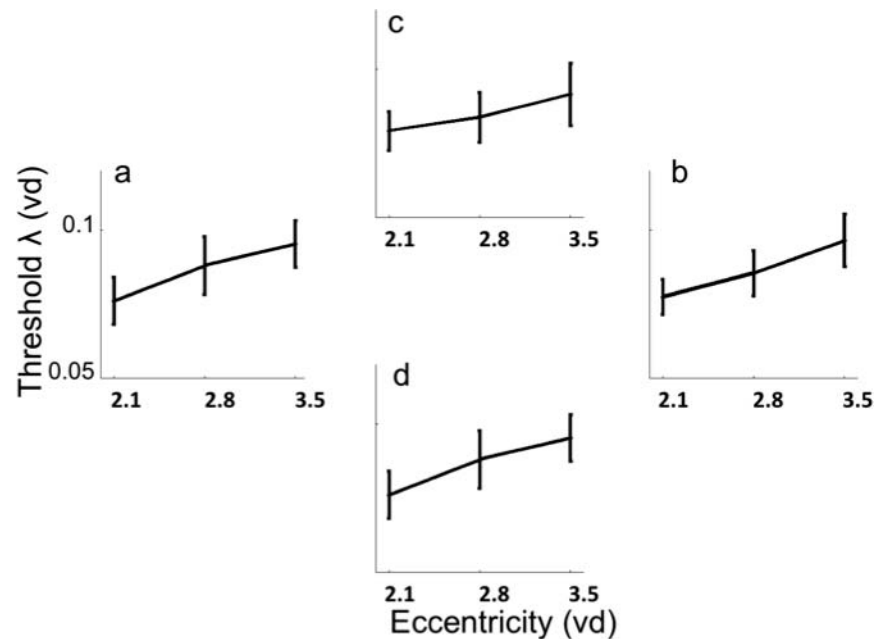 c
2.1 2.8 3.5
a
Threshold λ (vd)
0.1
0.05
2.1 2.8 3.5
b
2.1 2.8 3.5
d
2.1 2.8 3.5
Eccentricity (vd)